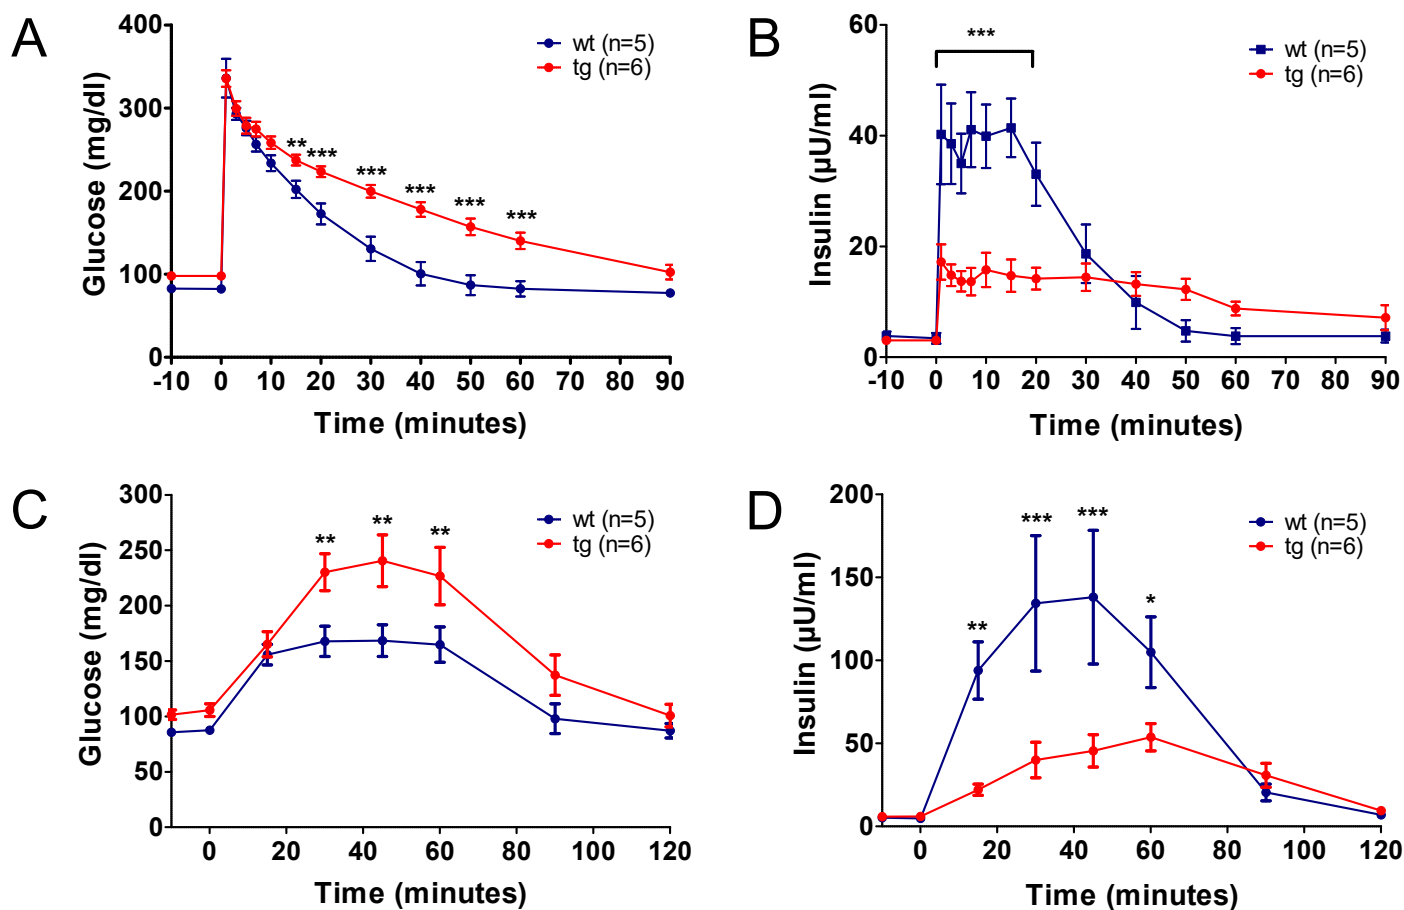 A
Glucose (mg/dl)
400
300
200
100
0
wt (n=5)
tg (n=6)
** *** *** *** *** ***
-10 0 10 20 30 40 50 60 70 80 90
Time (minutes)
B
Insulin (µU/ml)
60
40
20
0
***
wt (n=5)
tg (n=6)
-10 0 10 20 30 40 50 60 70 80 90
Time (minutes)
C
Glucose (mg/dl)
300
250
200
150
100
50
0
** ** **
wt (n=5)
tg (n=6)
0 20 40 60 80 100 120
Time (minutes)
D
Insulin (µU/ml)
200
150
100
50
0
** *** *** *
wt (n=5)
tg (n=6)
0 20 40 60 80 100 120
Time (minutes)